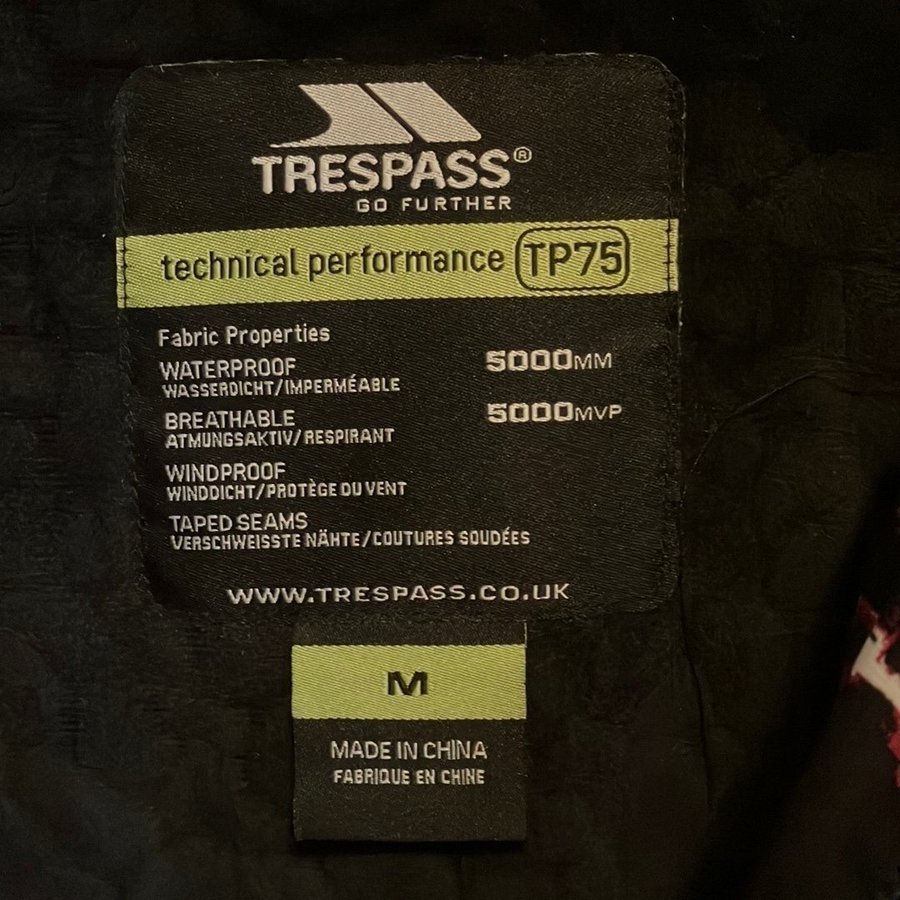 TRESPASS®
GO FURTHER
technical performance TP75
Fabric Properties
WATERPROOF 5000MM
WASSERDICHT/IMPERMÉABLE
BREATHABLE 5000MVP
ATMUNGSAKTIV/RESPIRANT
WINDPROOF
WINDDICHT/PROTÈGE DU VENT
TAPED SEAMS
VERSCHWEISSTE NÄHTE/COUTURES SOUDÉES
WWW.TRESPASS.CO.UK
M
MADE IN CHINA
FABRIQUE EN CHINE